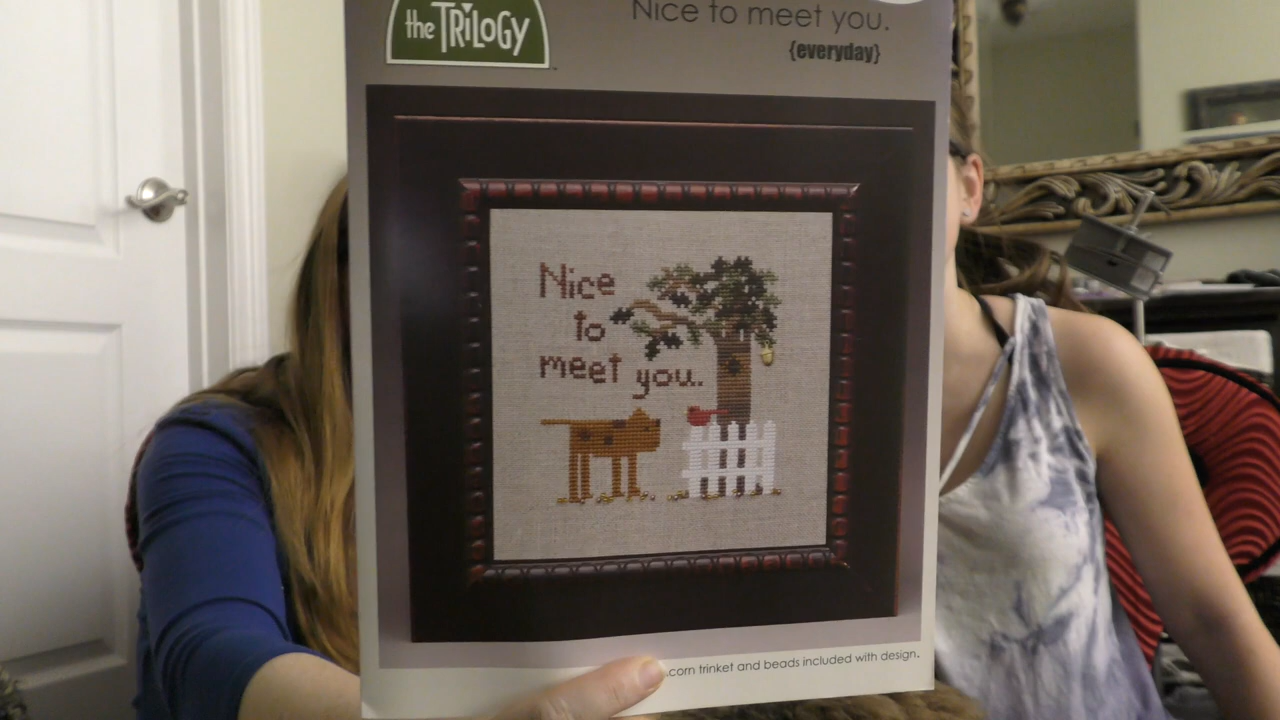 the TRiLOGY
Nice to meet you.
{everyday}
Nice
to
meet you.
corn trinket and beads included with design.